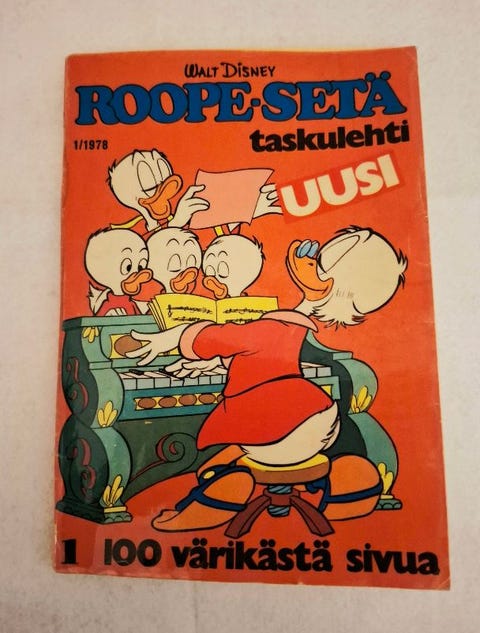 WALT DISNEY
ROOPE-SETÄ
taskulehti
1/1978
UUSI
1 100 värikästä sivua